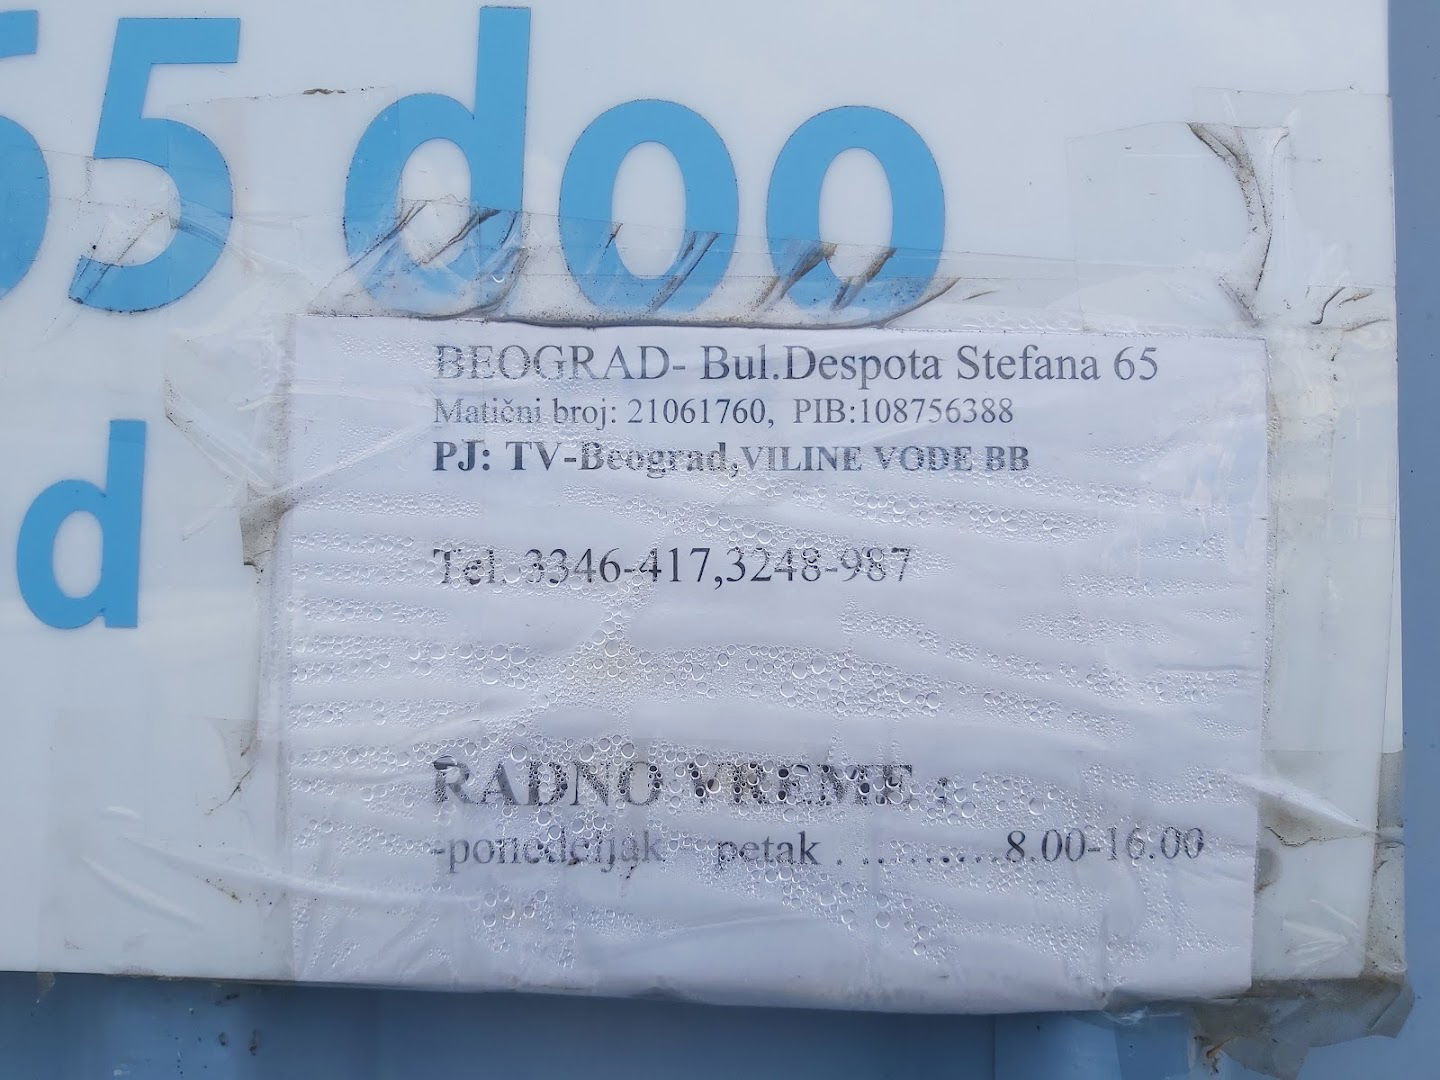 65 doo
d
BEOGRAD- Bul.Despota Stefana 65
Matični broj: 21061760, PIB:108756388
PJ: TV-Beograd,VILINE VODE BB
Tel. 3346-417,3248-987
RADNO VREME :
-ponedeljak petak ...........8.00-16.00